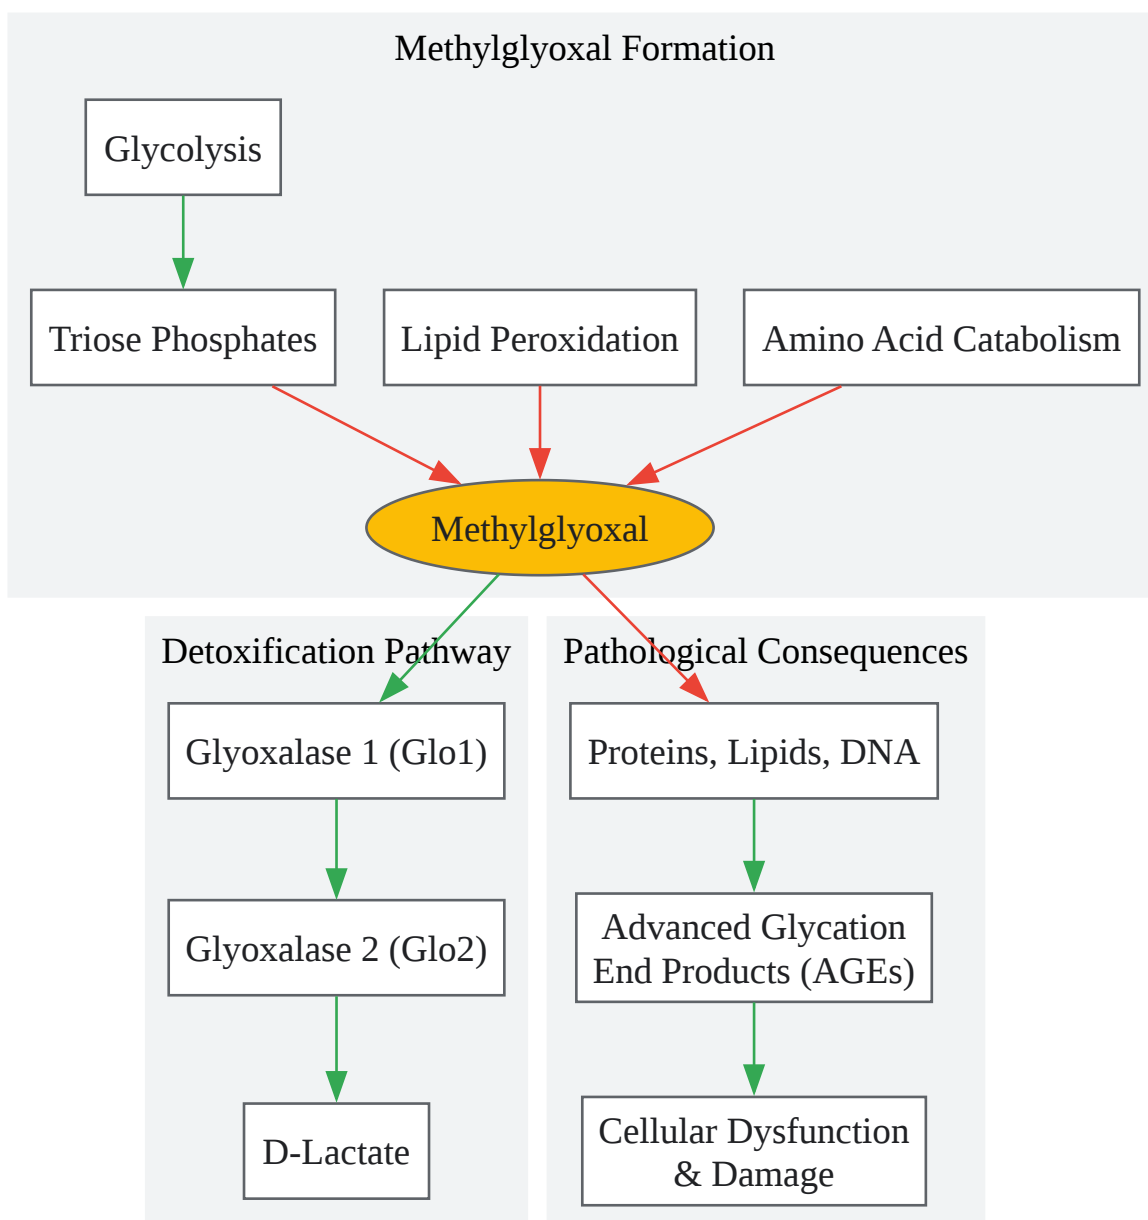 Methylglyoxal Formation
Glycolysis
Triose Phosphates
Lipid Peroxidation
Amino Acid Catabolism
Methylglyoxal
Detoxification Pathway
Glyoxalase 1 (Glo1)
Glyoxalase 2 (Glo2)
D-Lactate
Pathological Consequences
Proteins, Lipids, DNA
Advanced Glycation
End Products (AGEs)
Cellular Dysfunction
& Damage